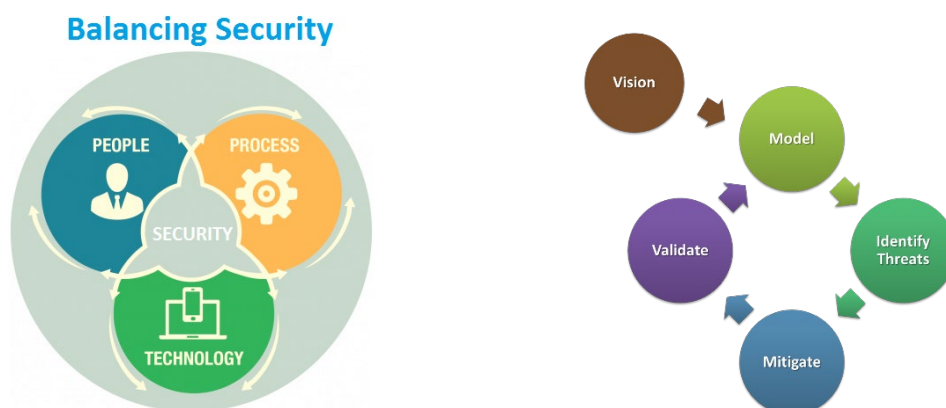 Balancing Security
PEOPLE
PROCESS
SECURITY
TECHNOLOGY
Vision
Model
Identify
Threats
Mitigate
Validate